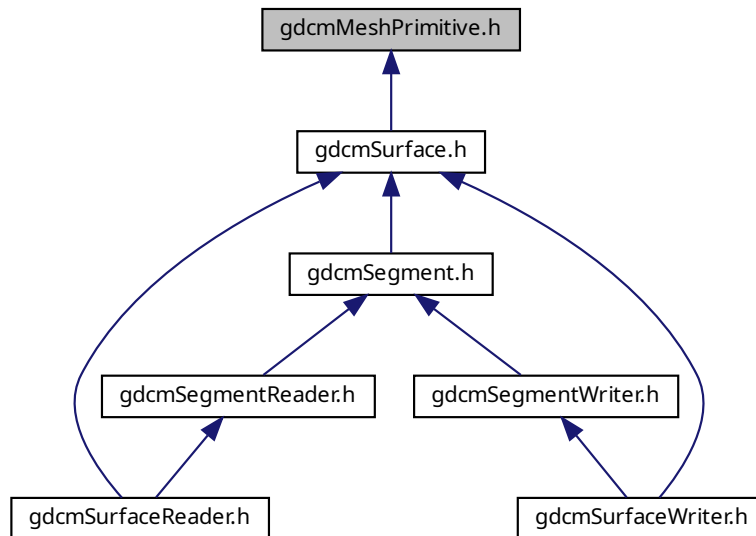 gdcmMeshPrimitive.h
gdcmSurface.h
gdcmSegment.h
gdcmSegmentReader.h
gdcmSegmentWriter.h
gdcmSurfaceReader.h
gdcmSurfaceWriter.h